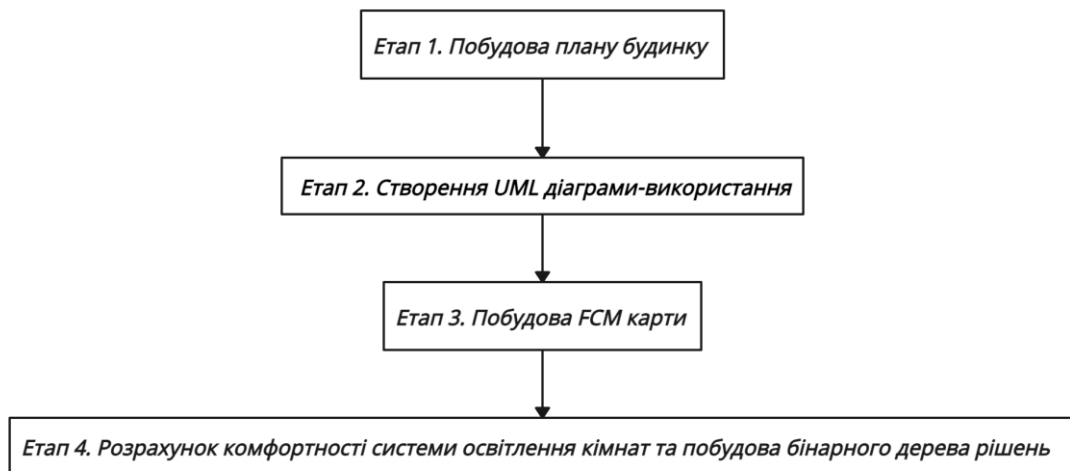 Етап 1. Побудова плану будинку
Етап 2. Створення UML діаграми-використання
Етап 3. Побудова FCM карти
Етап 4. Розрахунок комфортності системи освітлення кімнат та побудова бінарного дерева рішень